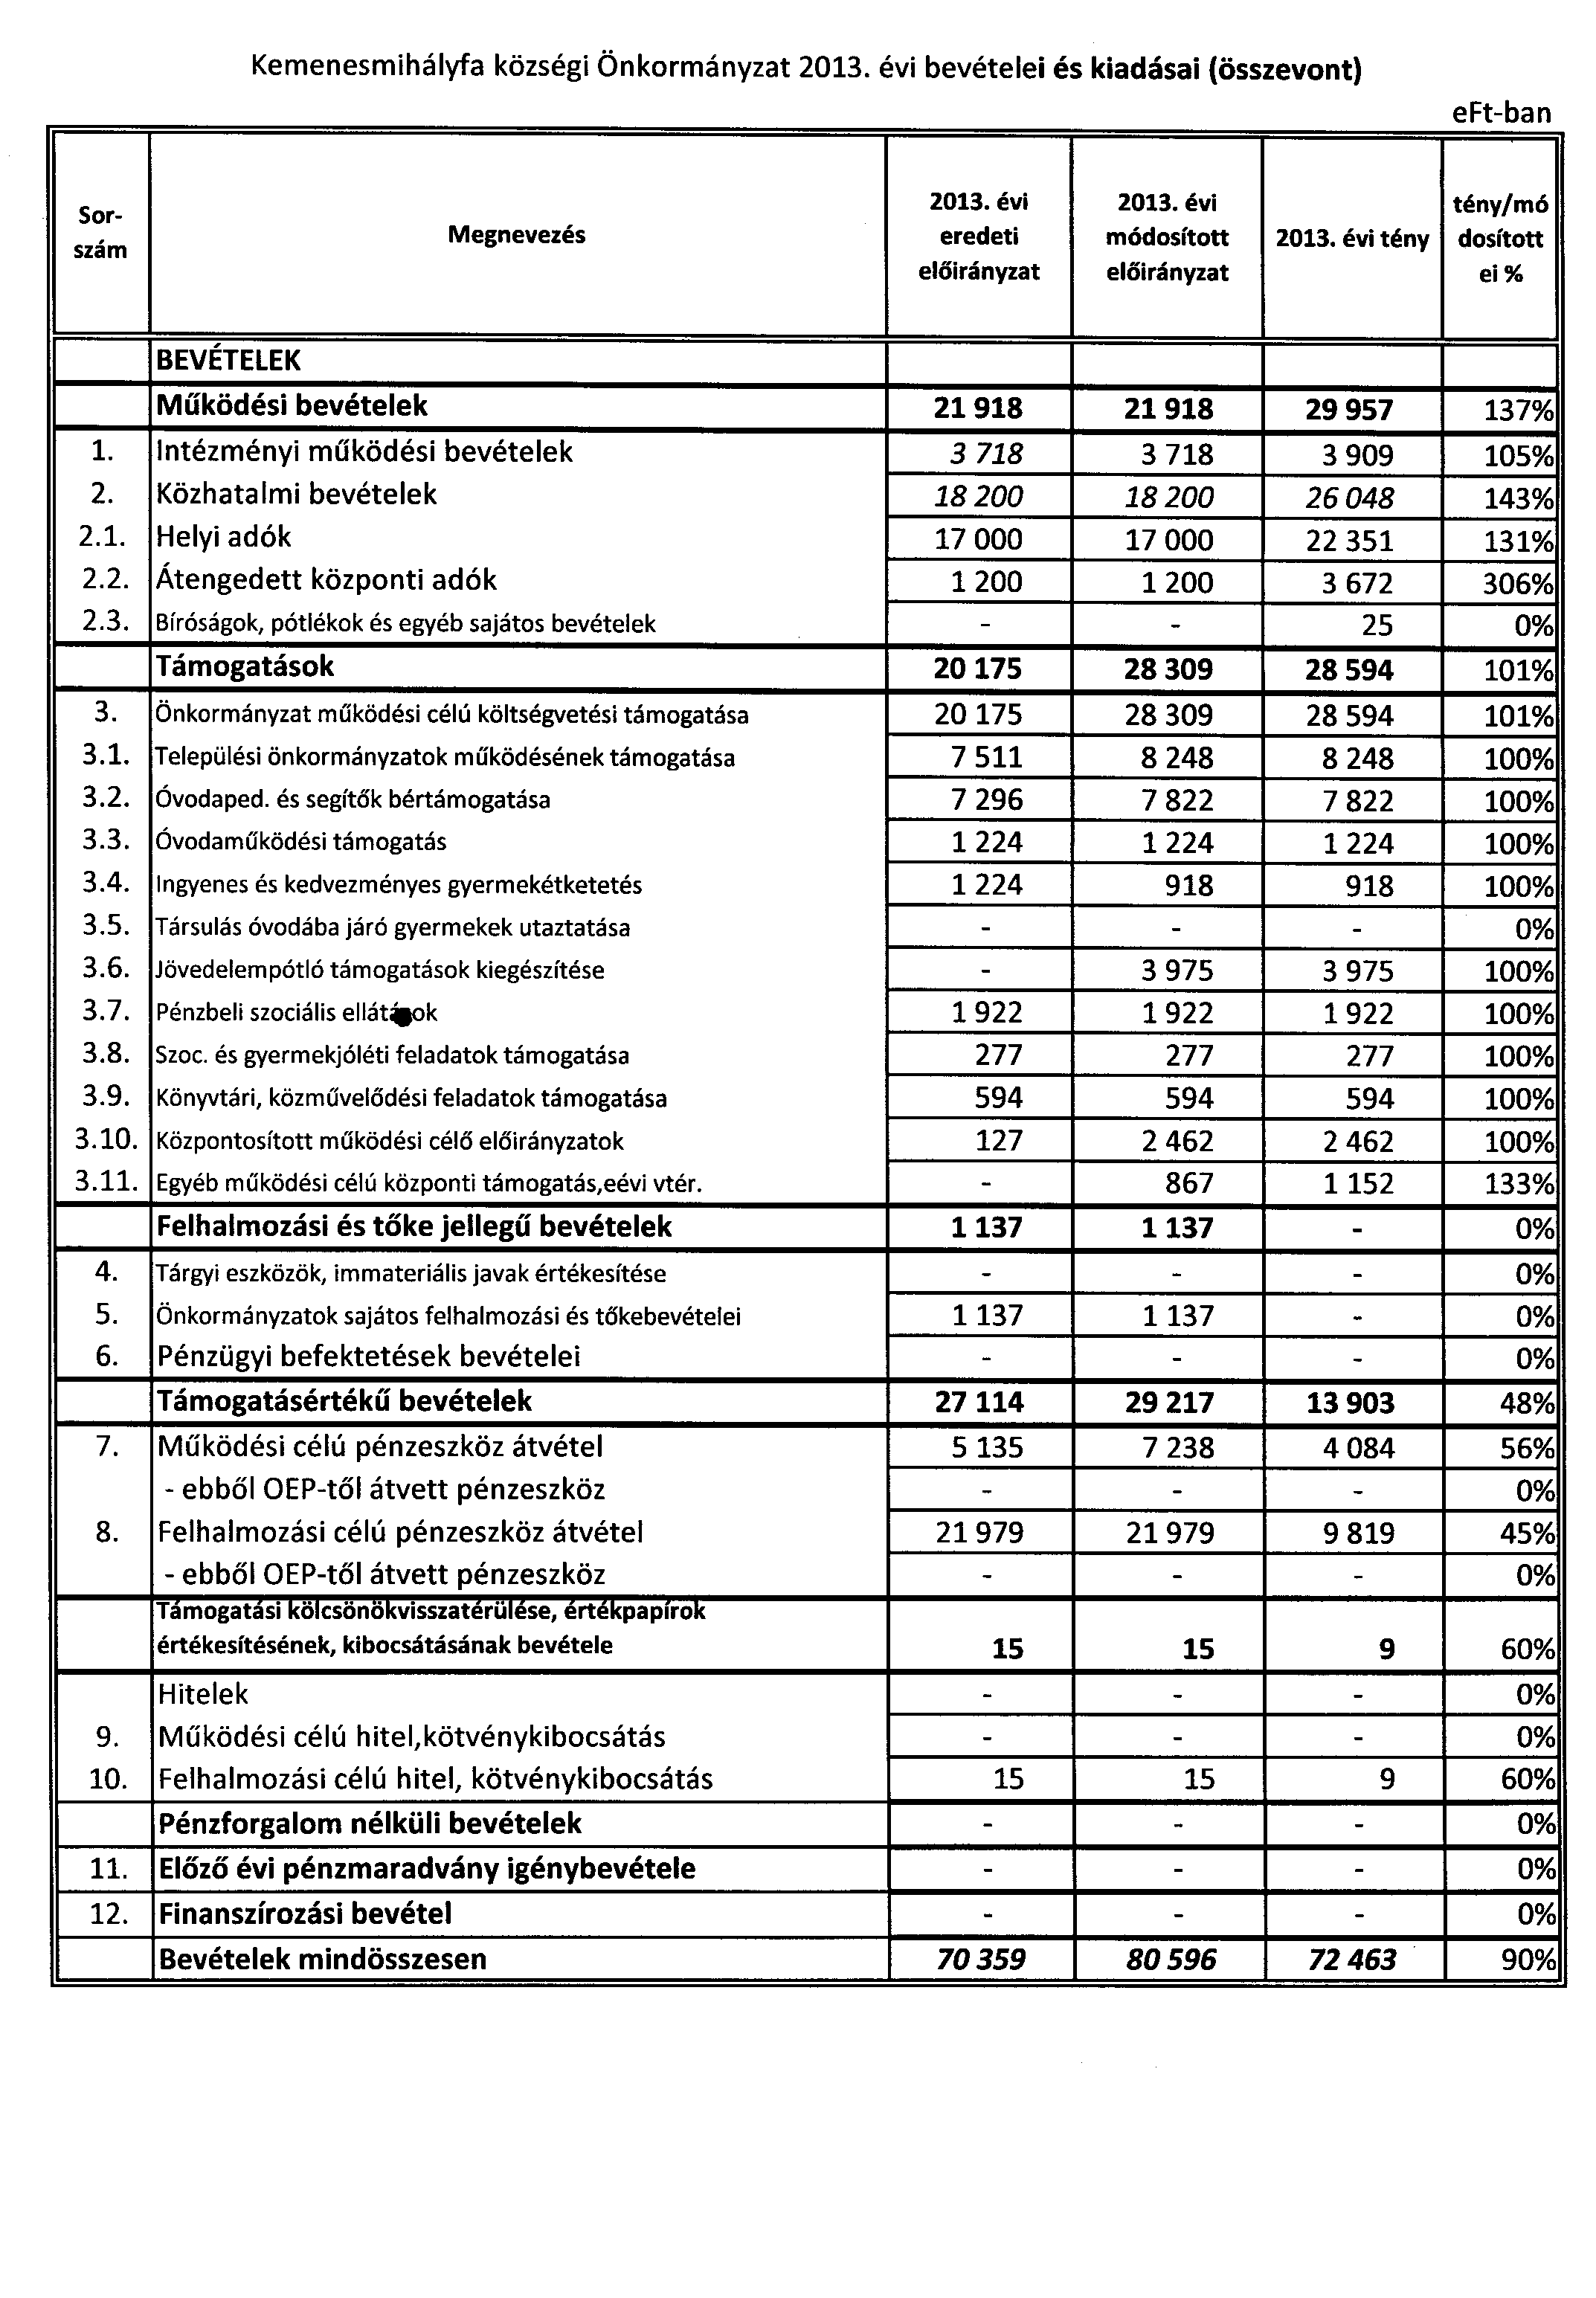 Kemenesmihályfa községi Önkormányzat 2013. évi bevételei és kiadásai (összevont)
eFt-ban
Sor-szám Megnevezés 2013. évi eredeti előirányzat 2013. évi módosított előirányzat 2013. évi tény tény/mó dosított ei %
BEVÉTELEK
Működési bevételek 21 918 21 918 29 957 137%
1. Intézményi működési bevételek 3 718 3 718 3 909 105%
2. Közhatalmi bevételek 18 200 18 200 26 048 143%
2.1. Helyi adók 17 000 17 000 22 351 131%
2.2. Átengedett központi adók 1 200 1 200 3 672 306%
2.3. Bíróságok, pótlékok és egyéb sajátos bevételek - - 25 0%
Támogatások 20 175 28 309 28 594 101%
3. Önkormányzat működési célú költségvetési támogatása 20 175 28 309 28 594 101%
3.1. Települési önkormányzatok működésének támogatása 7 511 8 248 8 248 100%
3.2. Óvodaped. és segítők bértámogatása 7 296 7 822 7 822 100%
3.3. Óvodaműködési támogatás 1 224 1 224 1 224 100%
3.4. Ingyenes és kedvezményes gyermekétketetés 1 224 918 918 100%
3.5. Társulás óvodába járó gyermekek utaztatása - - - 0%
3.6. Jövedelempótló támogatások kiegészítése - 3 975 3 975 100%
3.7. Pénzbeli szociális ellátások 1 922 1 922 1 922 100%
3.8. Szoc. és gyermekjóléti feladatok támogatása 277 277 277 100%
3.9. Könyvtári, közművelődési feladatok támogatása 594 594 594 100%
3.10. Központosított működési célő előirányzatok 127 2 462 2 462 100%
3.11. Egyéb működési célú központi támogatás,eévi vtér. - 867 1 152 133%
Felhalmozási és tőke jellegű bevételek 1 137 1 137 - 0%
4. Tárgyi eszközök, immateriális javak értékesítése - - - 0%
5. Önkormányzatok sajátos felhalmozási és tőkebevételei 1 137 1 137 - 0%
6. Pénzügyi befektetések bevételei - - - 0%
Támogatásértékű bevételek 27 114 29 217 13 903 48%
7. Működési célú pénzeszköz átvétel 5 135 7 238 4 084 56%
- ebből OEP-től átvett pénzeszköz - - - 0%
8. Felhalmozási célú pénzeszköz átvétel 21 979 21 979 9 819 45%
- ebből OEP-től átvett pénzeszköz - - - 0%
Támogatási kölcsönökvisszatérülése, értékpapírok
értékesítésének, kibocsátásának bevétele 15 15 9 60%
Hitelek - - - 0%
9. Működési célú hitel,kötvénykibocsátás - - - 0%
10. Felhalmozási célú hitel, kötvénykibocsátás 15 15 9 60%
Pénzforgalom nélküli bevételek - - - 0%
11. Előző évi pénzmaradvány igénybevétele - - - 0%
12. Finanszírozási bevétel - - - 0%
Bevételek mindösszesen 70 359 80 596 72 463 90%